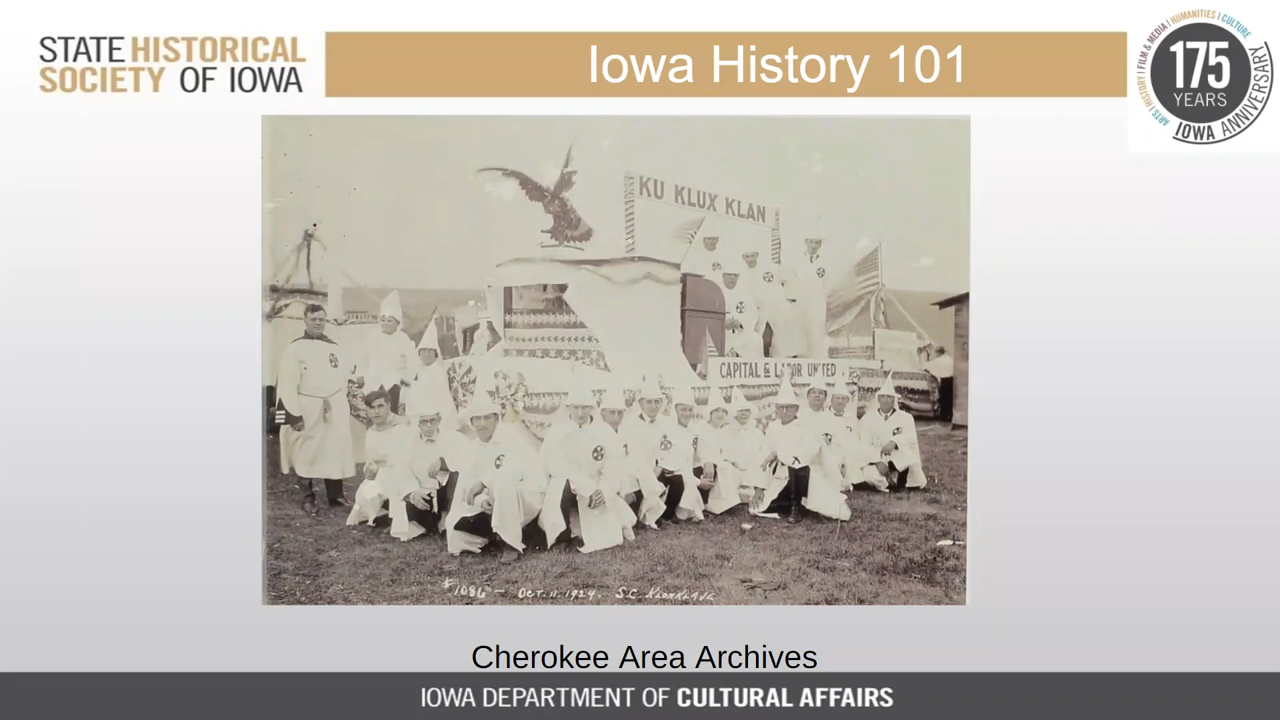 STATE HISTORICAL
SOCIETY OF IOWA
Iowa History 101
ARTS | HISTORY | FILM & MEDIA | HUMANITIES | CULTURE
175
YEARS
IOWA ANNIVERSARY
KU KLUX KLAN
CAPITAL & LABOR UNITED
#1086 - OCT. 11. 1924. S.C.
Cherokee Area Archives
IOWA DEPARTMENT OF CULTURAL AFFAIRS